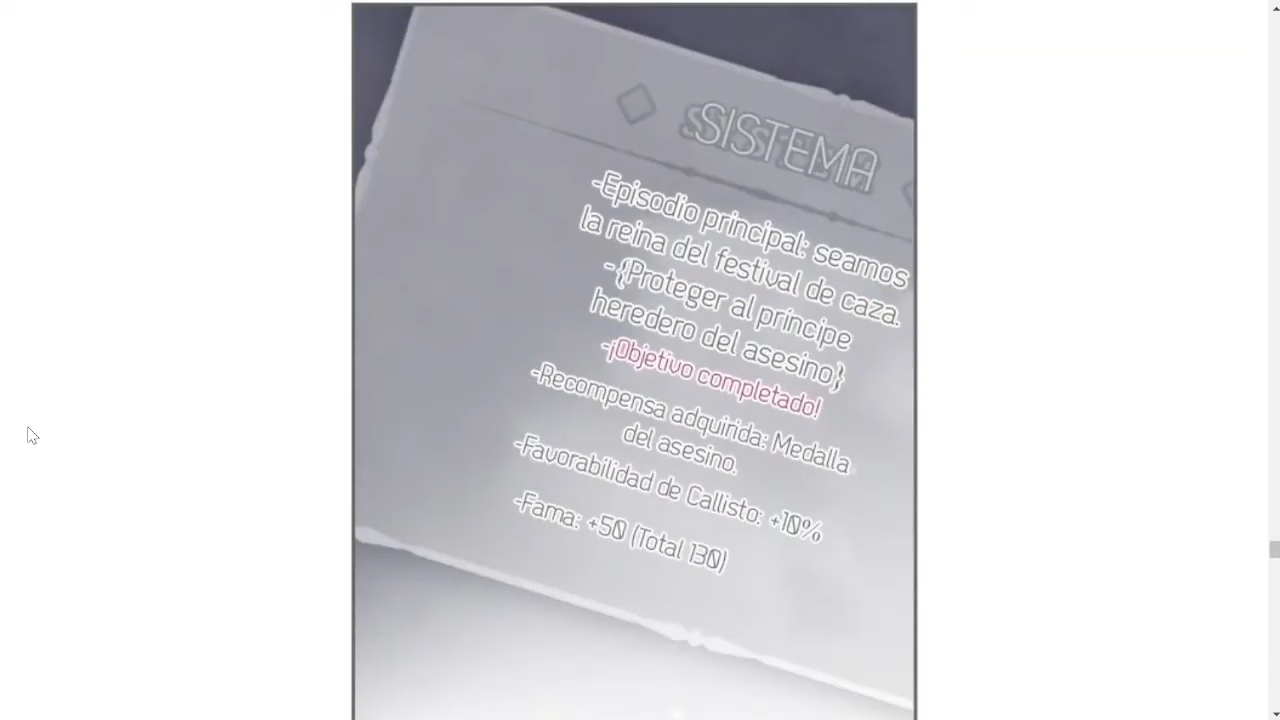 SISTEMA
-Episodio principal: seamos
la reina del festival de caza.
-{Proteger al príncipe
heredero del asesino}
-¡Objetivo completado!
-Recompensa adquirida: Medalla
del asesino.
-Favorabilidad de Callisto: +10%
-Fama: +50 (Total 130)